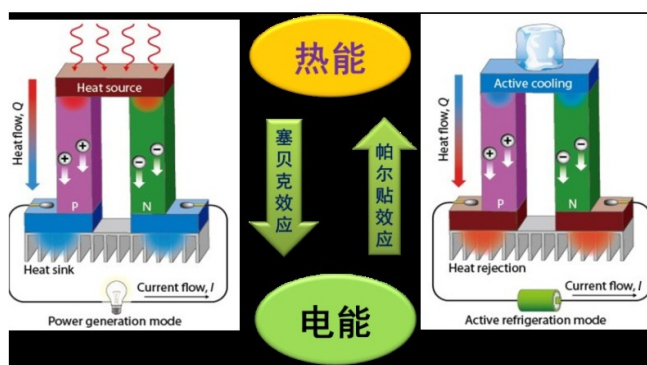 Heat source
Heat flow, Q
P
N
Heat sink
Current flow, I
Power generation mode
热能
塞贝克效应
帕尔贴效应
电能
Active cooling
Heat flow, Q
P
N
Heat rejection
Current flow, I
Active refrigeration mode